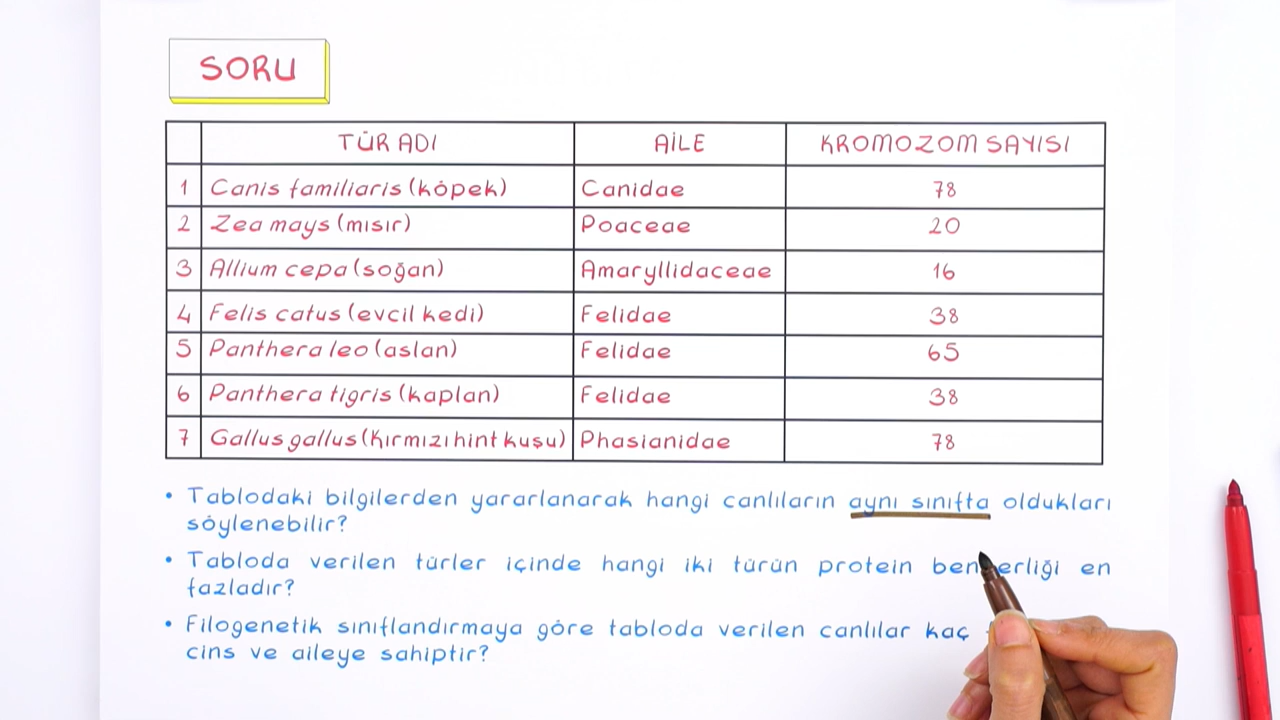 SORU
TÜR ADI AİLE KROMOZOM SAYISI
1 Canis familiaris (köpek) Canidae 78
2 Zea mays (mısır) Poaceae 20
3 Allium cepa (soğan) Amaryllidaceae 16
4 Felis catus (evcil kedi) Felidae 38
5 Panthera leo (aslan) Felidae 65
6 Panthera tigris (kaplan) Felidae 38
7 Gallus gallus (Kırmızı hint kuşu) Phasianidae 78
• Tablodaki bilgilerden yararlanarak hangi canlıların aynı sınıfta oldukları
söylenebilir?
• Tabloda verilen türler içinde hangi iki türün protein en
fazladır?
• Filogenetik sınıflandırmaya göre tabloda verilen canlılar kaç
cins ve aileye sahiptir?